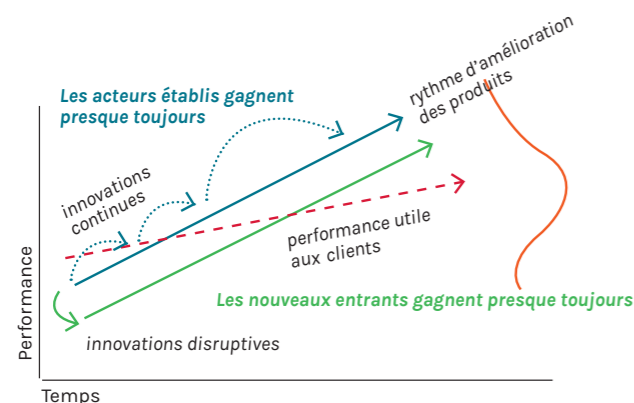 rythme d’amélioration
des produits
Les acteurs établis gagnent
presque toujours
innovations
continues
performance utile
aux clients
Les nouveaux entrants gagnent presque toujours
innovations disruptives
Performance
Temps